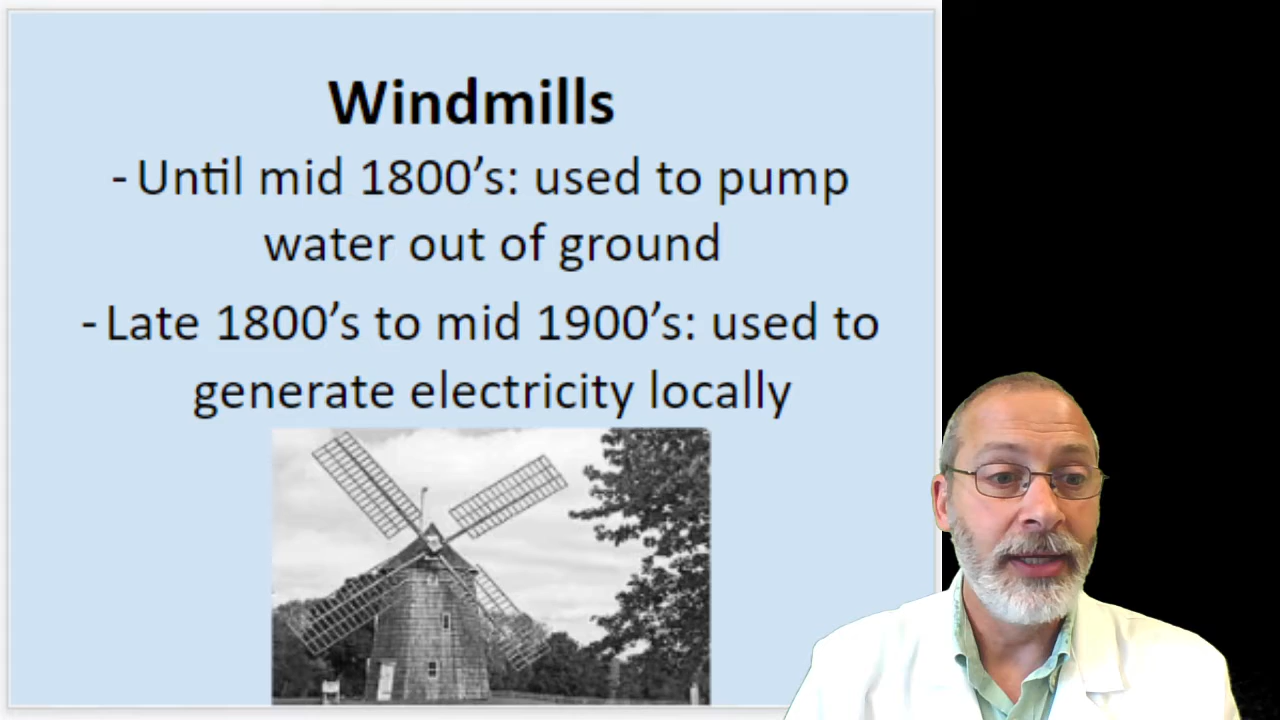 Windmills
- Until mid 1800's: used to pump
water out of ground
- Late 1800's to mid 1900's: used to
generate electricity locally